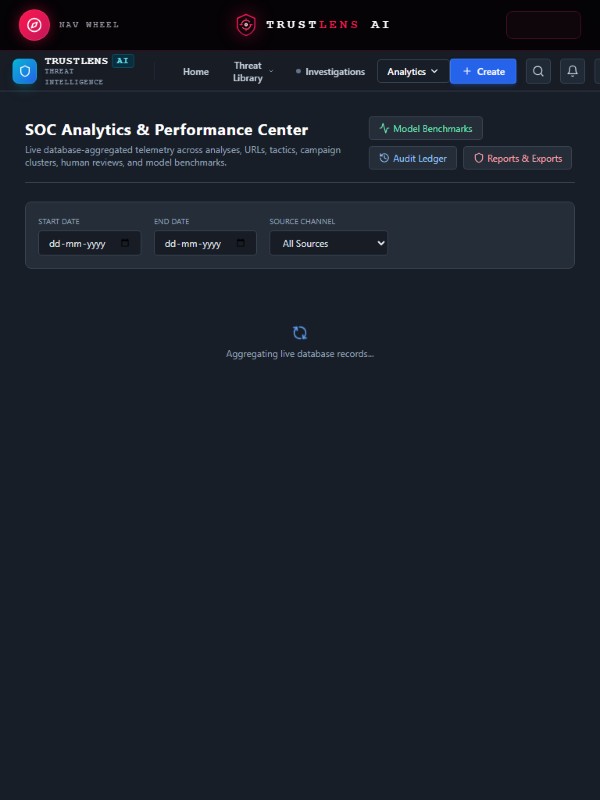 NAV WHEEL
TRUSTLENS AI
TRUSTLENS AI
THREAT
INTELLIGENCE
Home
Threat
Library
Investigations
Analytics
+ Create
SOC Analytics & Performance Center
Live database-aggregated telemetry across analyses, URLs, tactics, campaign
clusters, human reviews, and model benchmarks.
Model Benchmarks
Audit Ledger
Reports & Exports
START DATE
END DATE
SOURCE CHANNEL
dd-mm-yyyy
dd-mm-yyyy
All Sources
Aggregating live database records...